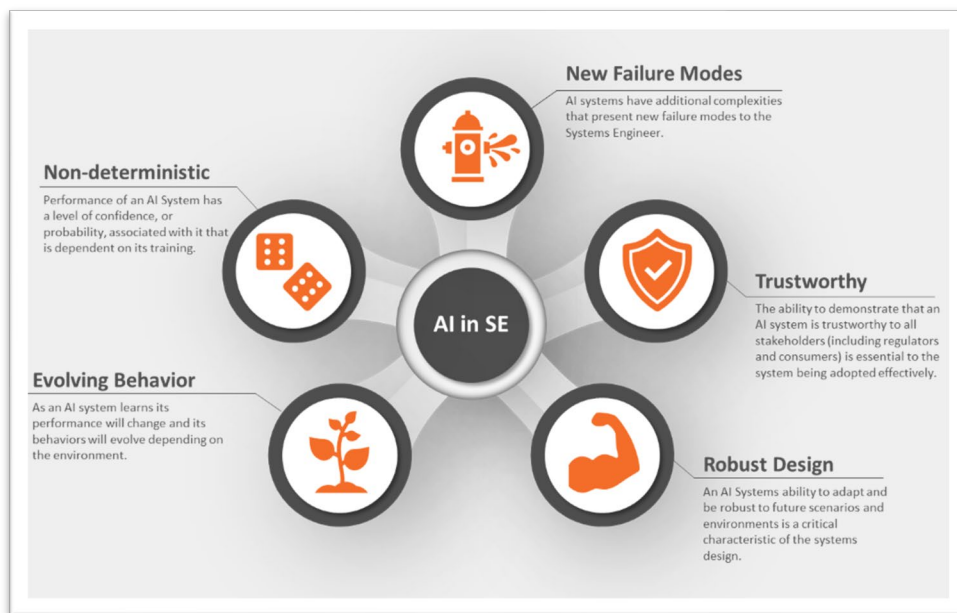 New Failure Modes
AI systems have additional complexities
that present new failure modes to the
Systems Engineer.
Non-deterministic
Performance of an AI System has
a level of confidence, or
probability, associated with it that
is dependent on its training.
AI in SE
Trustworthy
The ability to demonstrate that an
AI system is trustworthy to all
stakeholders (including regulators
and consumers) is essential to the
system being adopted effectively.
Evolving Behavior
As an AI system learns its
performance will change and its
behaviors will evolve depending on
the environment.
Robust Design
An AI Systems ability to adapt and
be robust to future scenarios and
environments is a critical
characteristic of the systems
design.